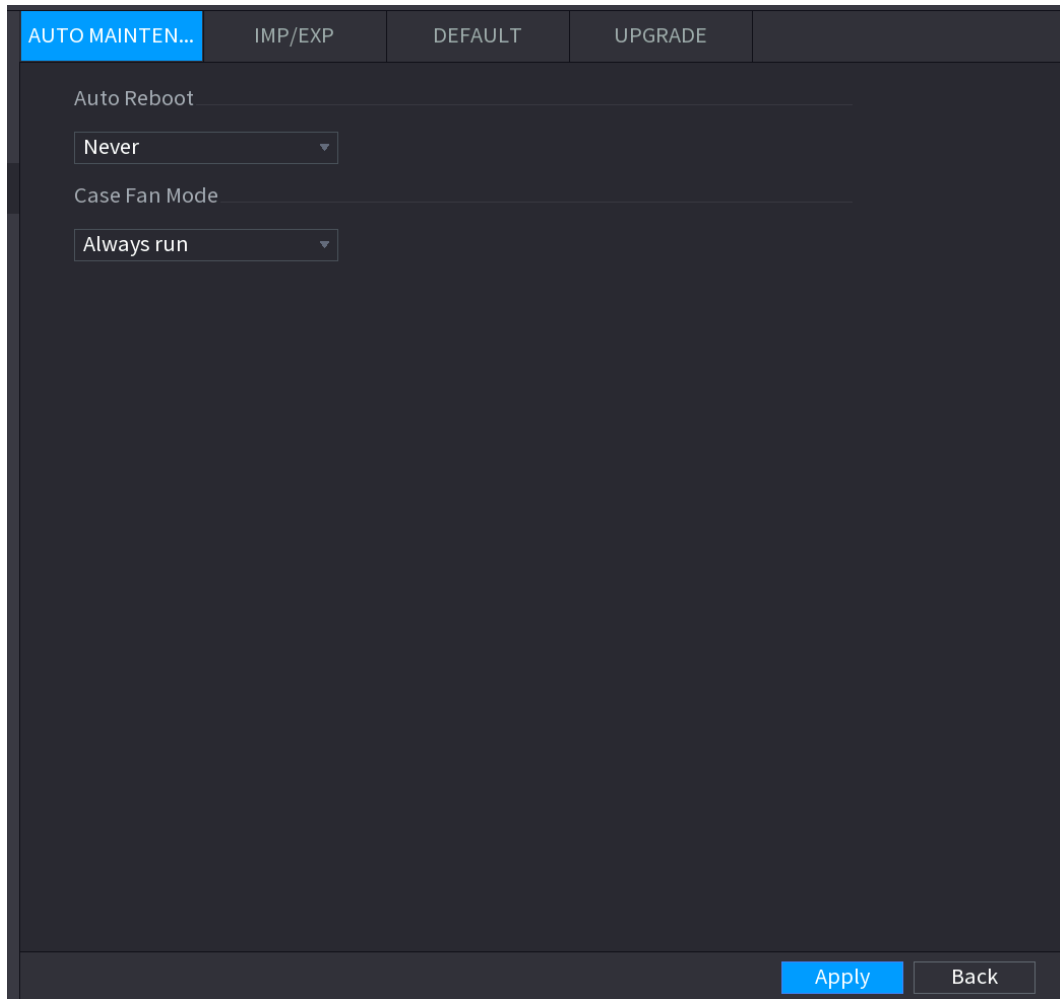 AUTO MAINTEN... IMP/EXP DEFAULT UPGRADE
Auto Reboot
Never
Case Fan Mode
Always run
Apply Back